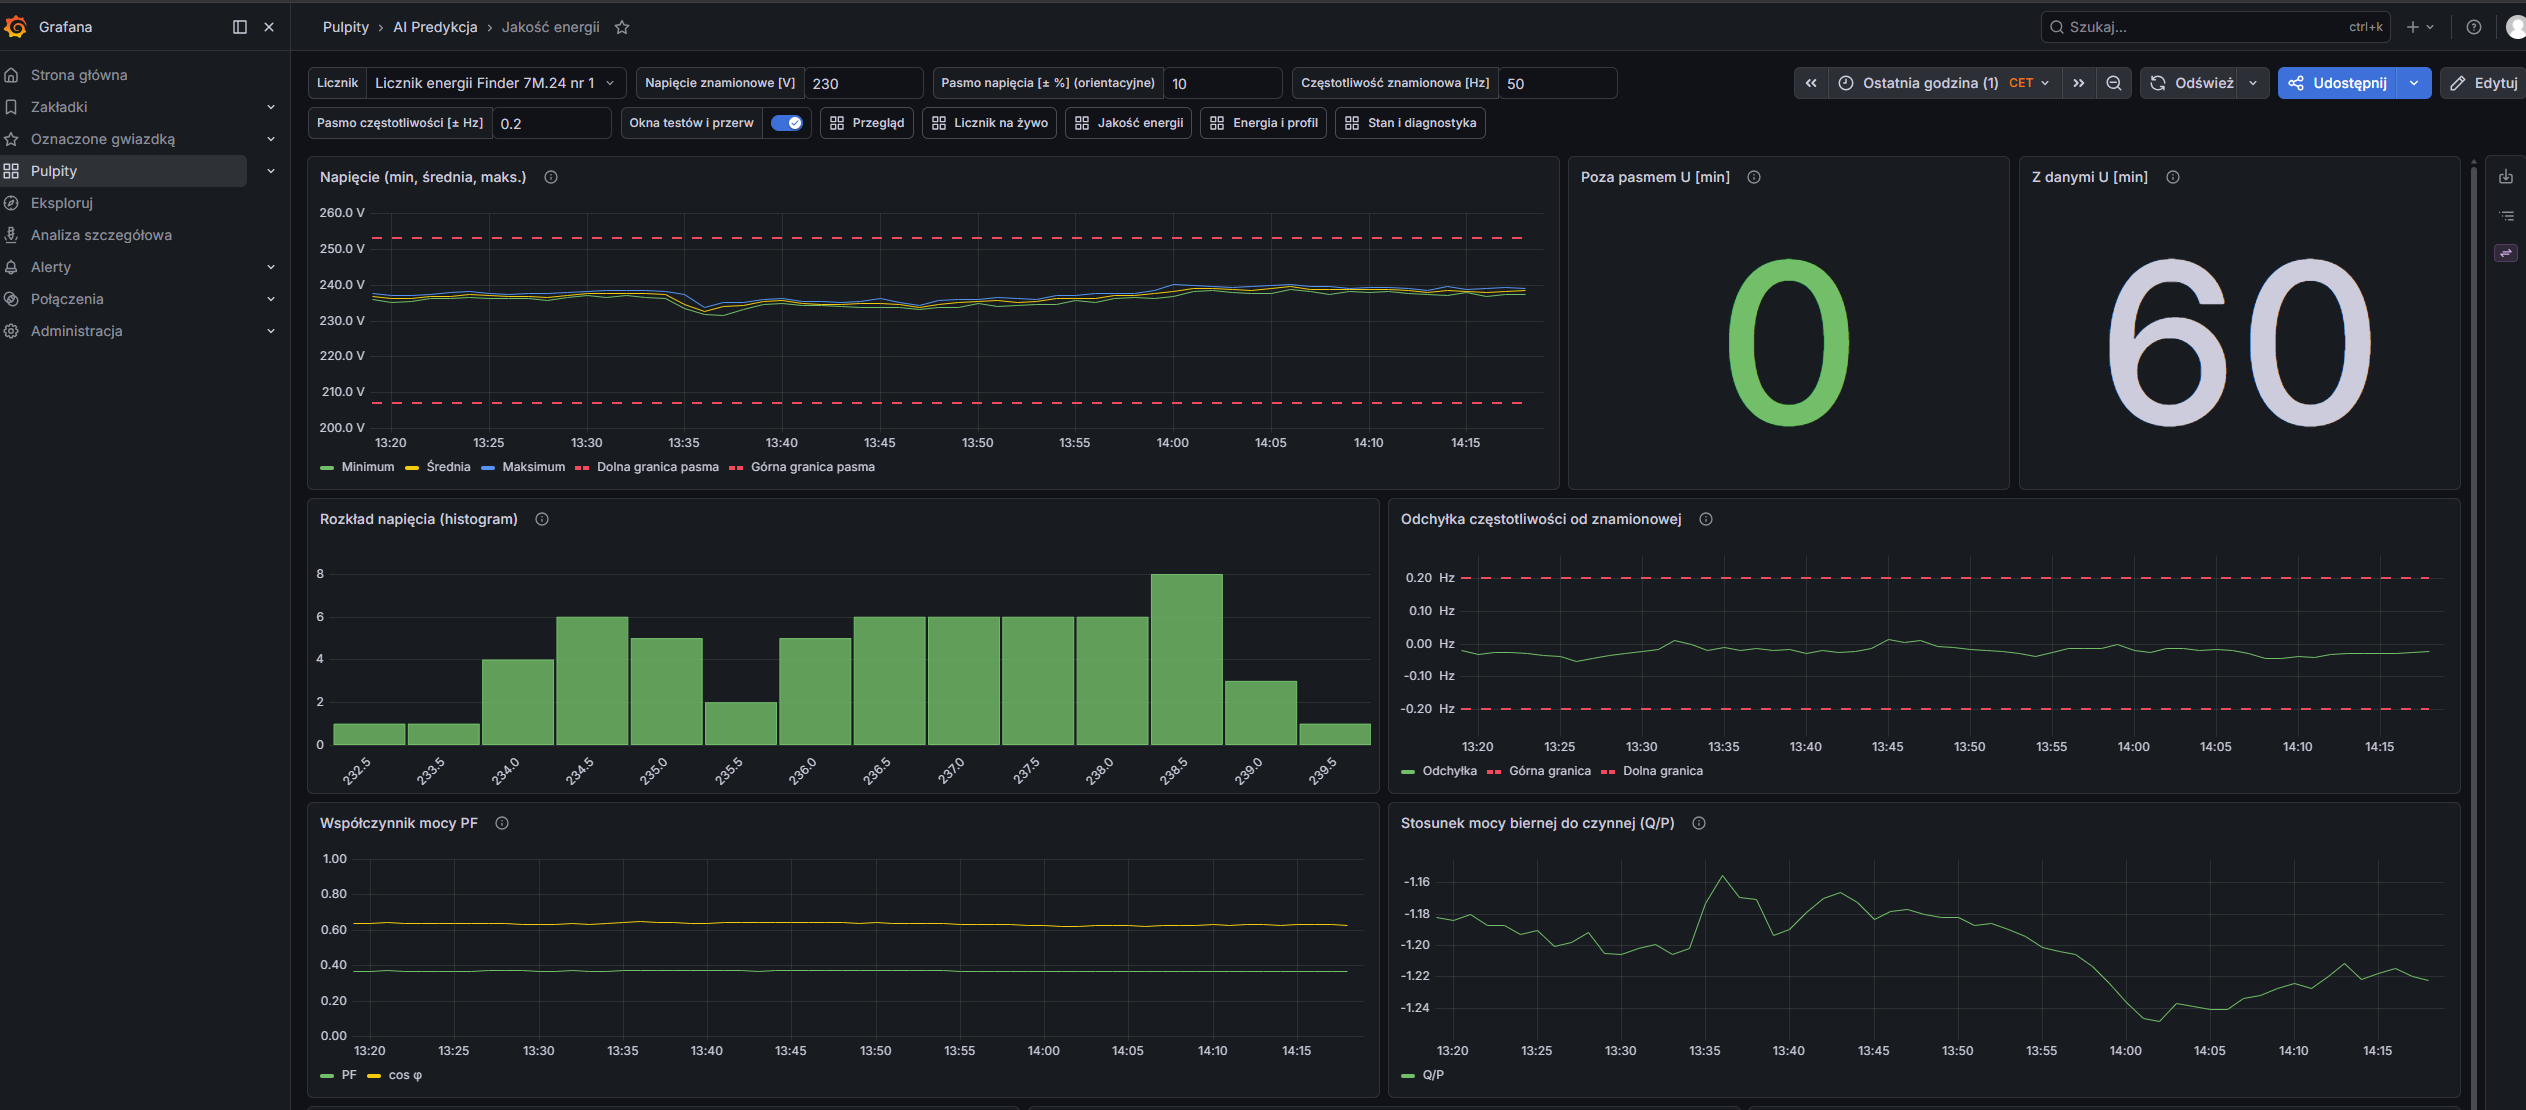 Grafana
Pulpity › AI Predykcja › Jakość energii
Szukaj... ctrl+k
Strona główna
Zakładki
Oznaczone gwiazdką
Pulpity
Eksploruj
Analiza szczegółowa
Alerty
Połączenia
Administracja
Licznik Licznik energii Finder 7M.24 nr 1 Napięcie znamionowe [V] 230 Pasmo napięcia [± %] (orientacyjne) 10 Częstotliwość znamionowa [Hz] 50
Ostatnia godzina (1) CET Odśwież Udostępnij Edytuj
Pasmo częstotliwości [± Hz] 0.2 Okna testów i przerw Przegląd Licznik na żywo Jakość energii Energia i profil Stan i diagnostyka
Napięcie (min, średnia, maks.)
260.0 V
250.0 V
240.0 V
230.0 V
220.0 V
210.0 V
200.0 V
13:20 13:25 13:30 13:35 13:40 13:45 13:50 13:55 14:00 14:05 14:10 14:15
Minimum Średnia Maksimum Dolna granica pasma Górna granica pasma
Poza pasmem U [min]
0
Z danymi U [min]
60
Rozkład napięcia (histogram)
8
6
4
2
0
232.5 233.5 234.0 234.5 235.0 235.5 236.0 236.5 237.0 237.5 238.0 238.5 239.0 239.5
Odchyłka częstotliwości od znamionowej
0.20 Hz
0.10 Hz
0.00 Hz
-0.10 Hz
-0.20 Hz
13:20 13:25 13:30 13:35 13:40 13:45 13:50 13:55 14:00 14:05 14:10 14:15
Odchyłka Górna granica Dolna granica
Współczynnik mocy PF
1.00
0.80
0.60
0.40
0.20
0.00
13:20 13:25 13:30 13:35 13:40 13:45 13:50 13:55 14:00 14:05 14:10 14:15
PF cos φ
Stosunek mocy biernej do czynnej (Q/P)
-1.16
-1.18
-1.20
-1.22
-1.24
13:20 13:25 13:30 13:35 13:40 13:45 13:50 13:55 14:00 14:05 14:10 14:15
Q/P